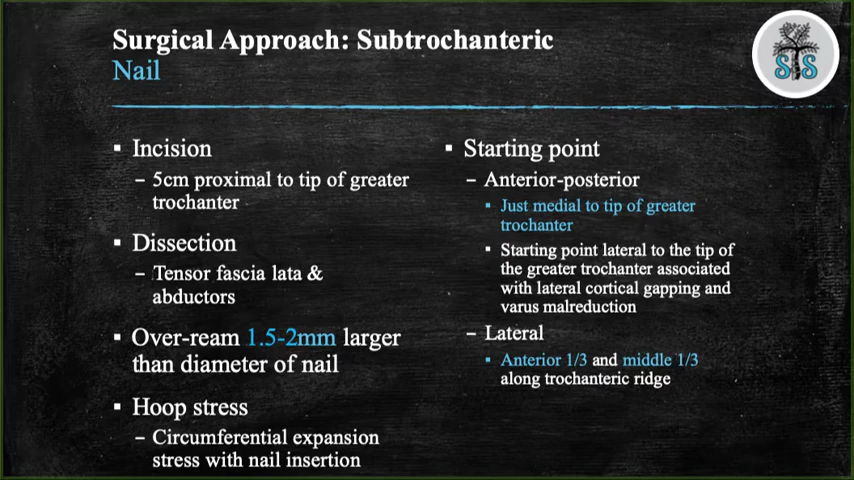 Surgical Approach: Subtrochanteric
Nail
STS
▪ Incision
– 5cm proximal to tip of greater
trochanter
▪ Dissection
– Tensor fascia lata &
abductors
▪ Over-ream 1.5-2mm larger
than diameter of nail
▪ Hoop stress
– Circumferential expansion
stress with nail insertion
▪ Starting point
– Anterior-posterior
▪ Just medial to tip of greater
trochanter
▪ Starting point lateral to the tip of
the greater trochanter associated
with lateral cortical gapping and
varus malreduction
– Lateral
▪ Anterior 1/3 and middle 1/3
along trochanteric ridge